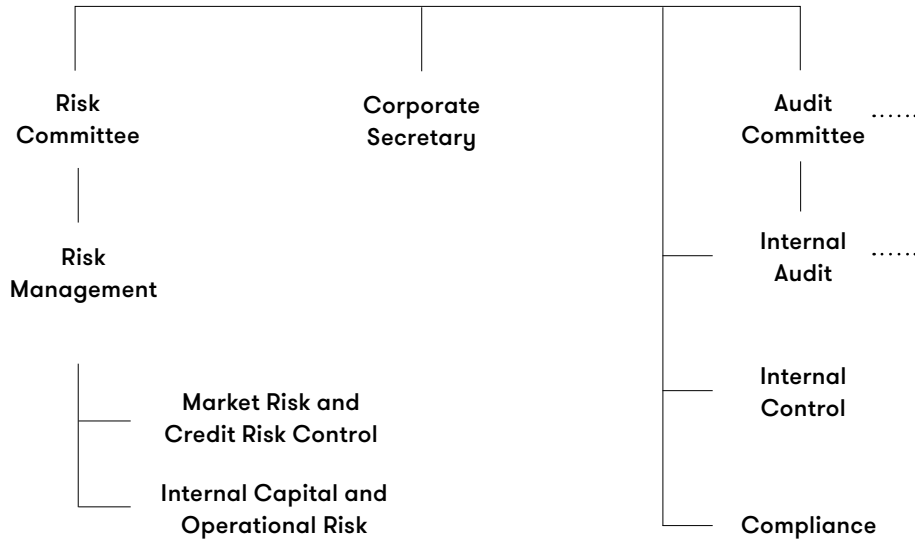 Risk
Committee
Corporate
Secretary
Audit
Committee
Risk
Management
Internal
Audit
Market Risk and
Credit Risk Control
Internal
Control
Internal Capital and
Operational Risk
Compliance